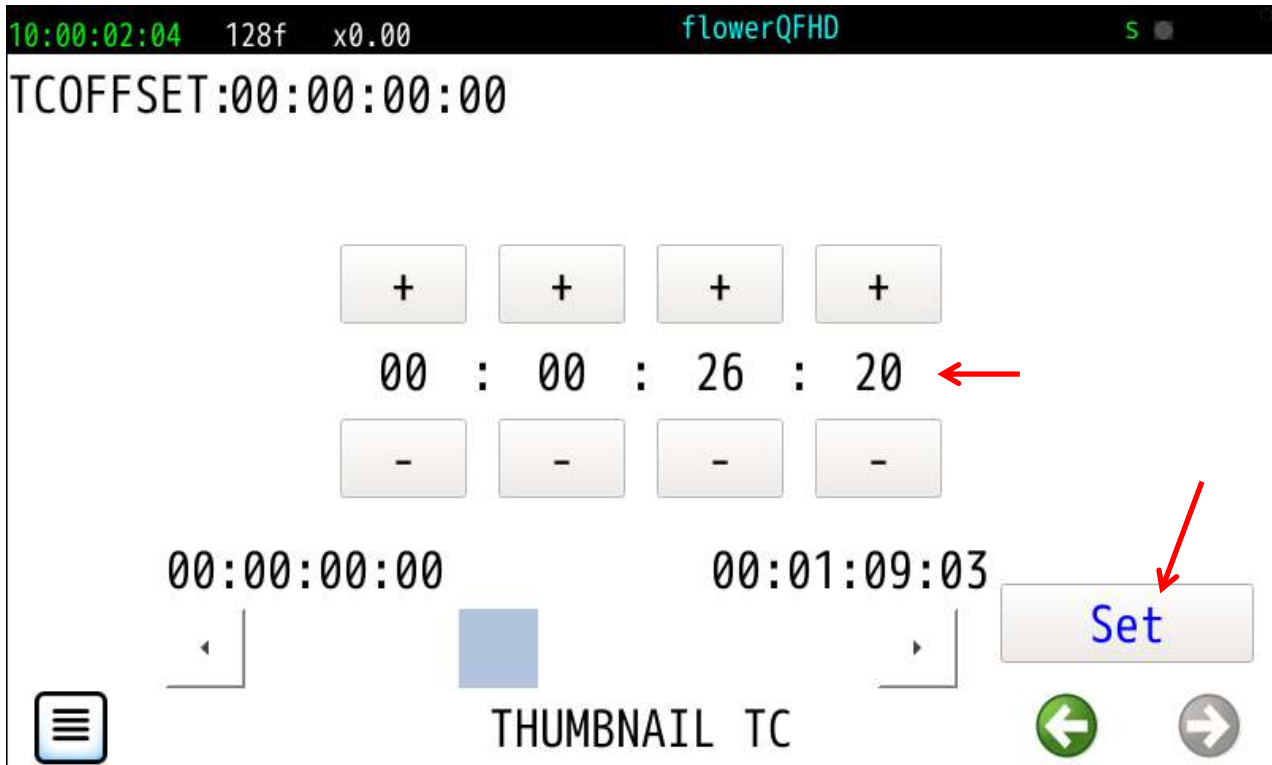 10:00:02:04 128f x0.00 flowerQFHD S
TCOFFSET:00:00:00:00
+ + + +
00 : 00 : 26 : 20
- - - -
00:00:00:00 00:01:09:03
Set
THUMBNAIL TC